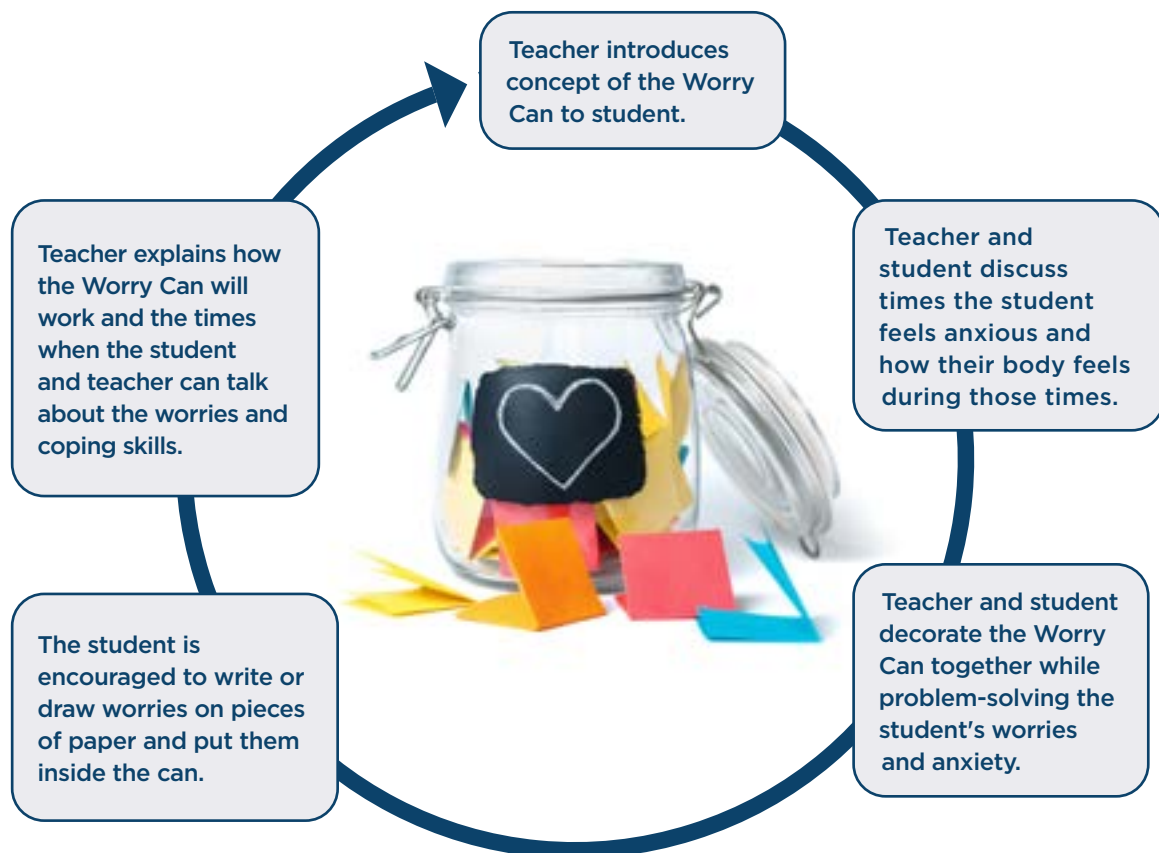 Teacher introduces
concept of the Worry
Can to student.
Teacher and
student discuss
times the student
feels anxious and
how their body feels
during those times.
Teacher and student
decorate the Worry
Can together while
problem-solving the
student's worries
and anxiety.
The student is
encouraged to write or
draw worries on pieces
of paper and put them
inside the can.
Teacher explains how
the Worry Can will
work and the times
when the student
and teacher can talk
about the worries and
coping skills.